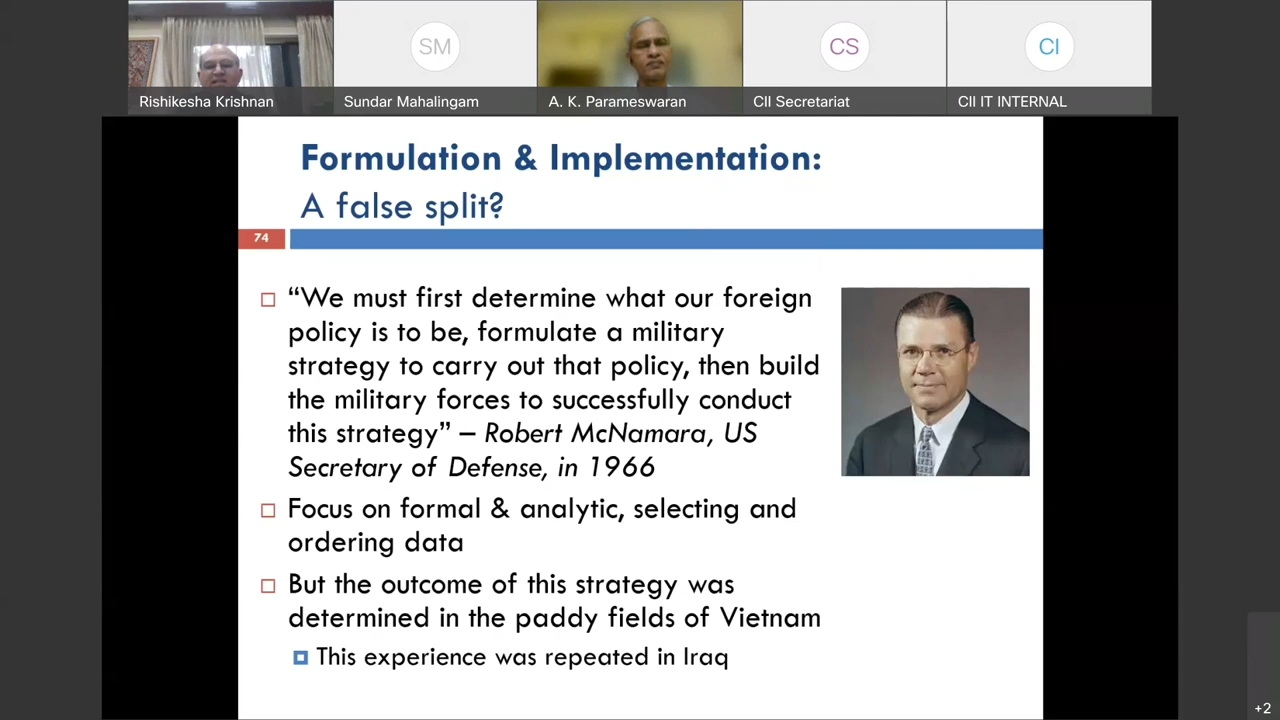 SM
CS
CI
Rishikesha Krishnan
Sundar Mahalingam
A. K. Parameswaran
CII Secretariat
CII IT INTERNAL
Formulation & Implementation:
A false split?
74
“We must first determine what our foreign
policy is to be, formulate a military
strategy to carry out that policy, then build
the military forces to successfully conduct
this strategy” – Robert McNamara, US
Secretary of Defense, in 1966
Focus on formal & analytic, selecting and
ordering data
But the outcome of this strategy was
determined in the paddy fields of Vietnam
This experience was repeated in Iraq
+2